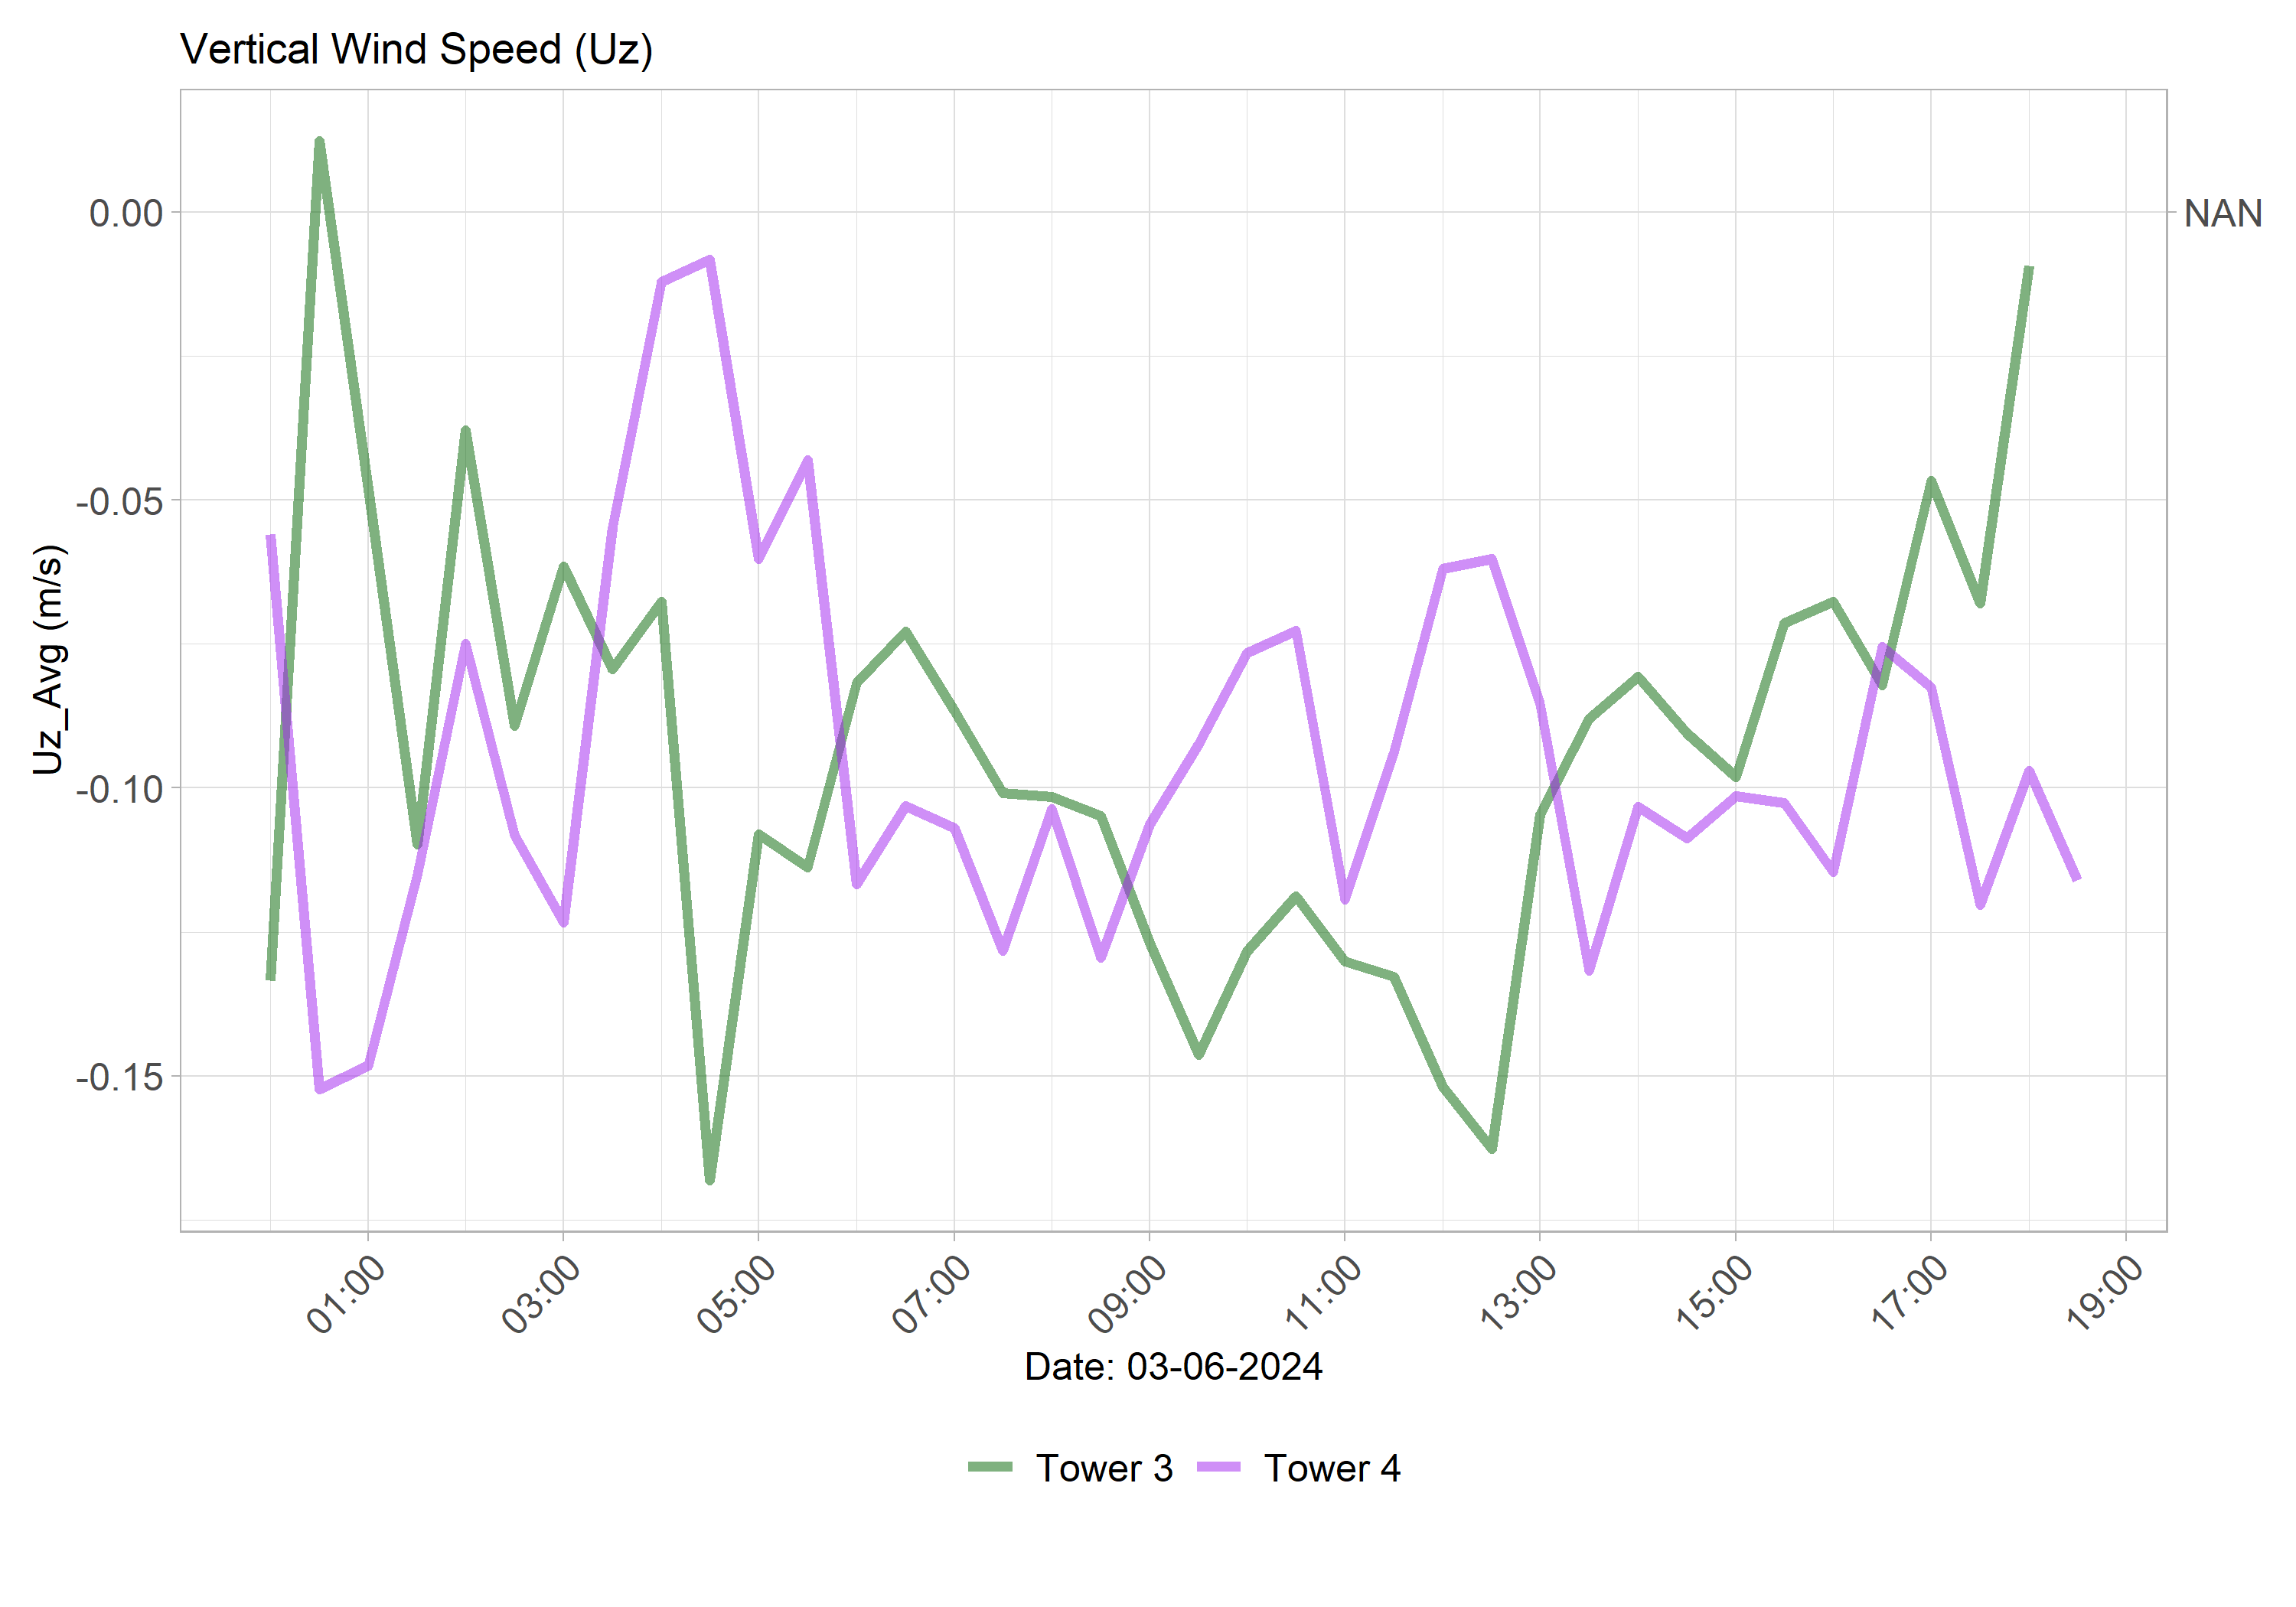 Vertical Wind Speed (Uz)
0.00
NAN
-0.05
Uz_Avg (m/s)
-0.10
-0.15
01:00 03:00 05:00 07:00 09:00 11:00 13:00 15:00 17:00 19:00
Date: 03-06-2024
Tower 3 Tower 4